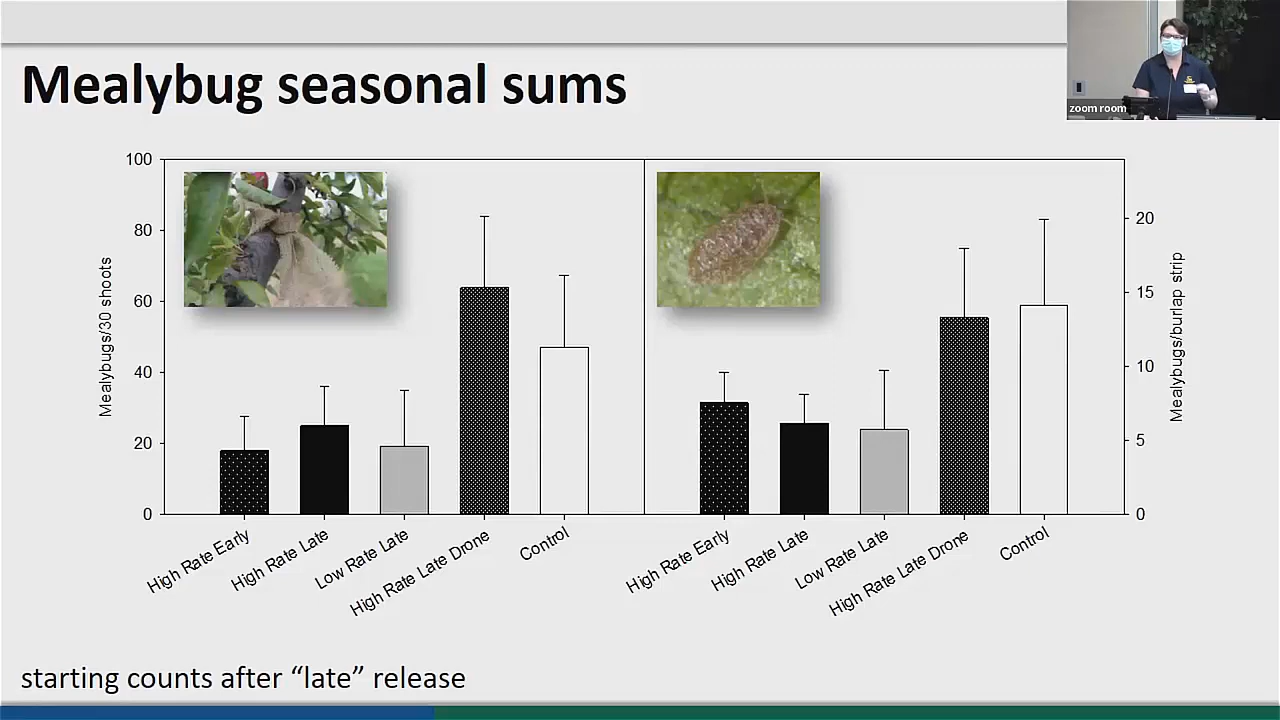 Mealybug seasonal sums
zoom room
100
80
60
40
20
0
Mealybugs/30 shoots
20
15
10
5
0
Mealybugs/burlap strip
High Rate Early
High Rate Late
Low Rate Late
High Rate Late Drone
Control
High Rate Early
High Rate Late
Low Rate Late
High Rate Late Drone
Control
starting counts after “late” release